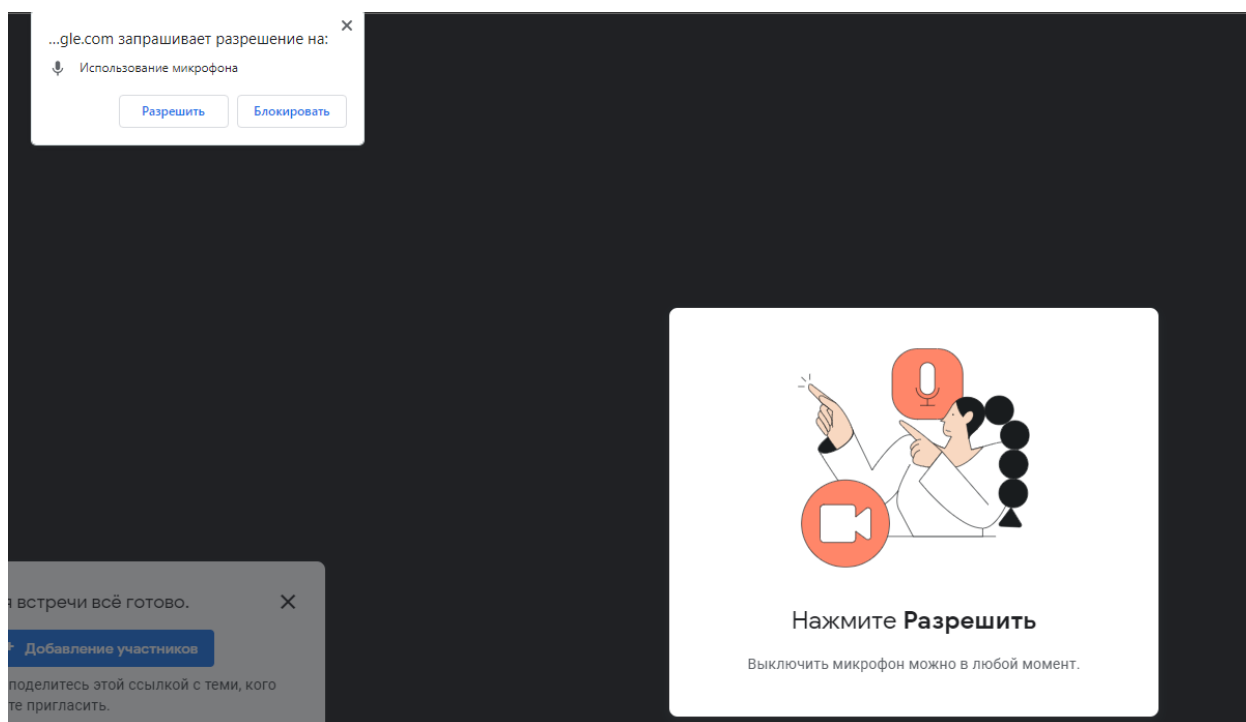 ...gle.com запрашивает разрешение на:
Использование микрофона
Разрешить Блокировать
Нажмите Разрешить
Выключить микрофон можно в любой момент.
я встречи всё готово.
Добавление участников
поделитесь этой ссылкой с теми, кого
те пригласить.